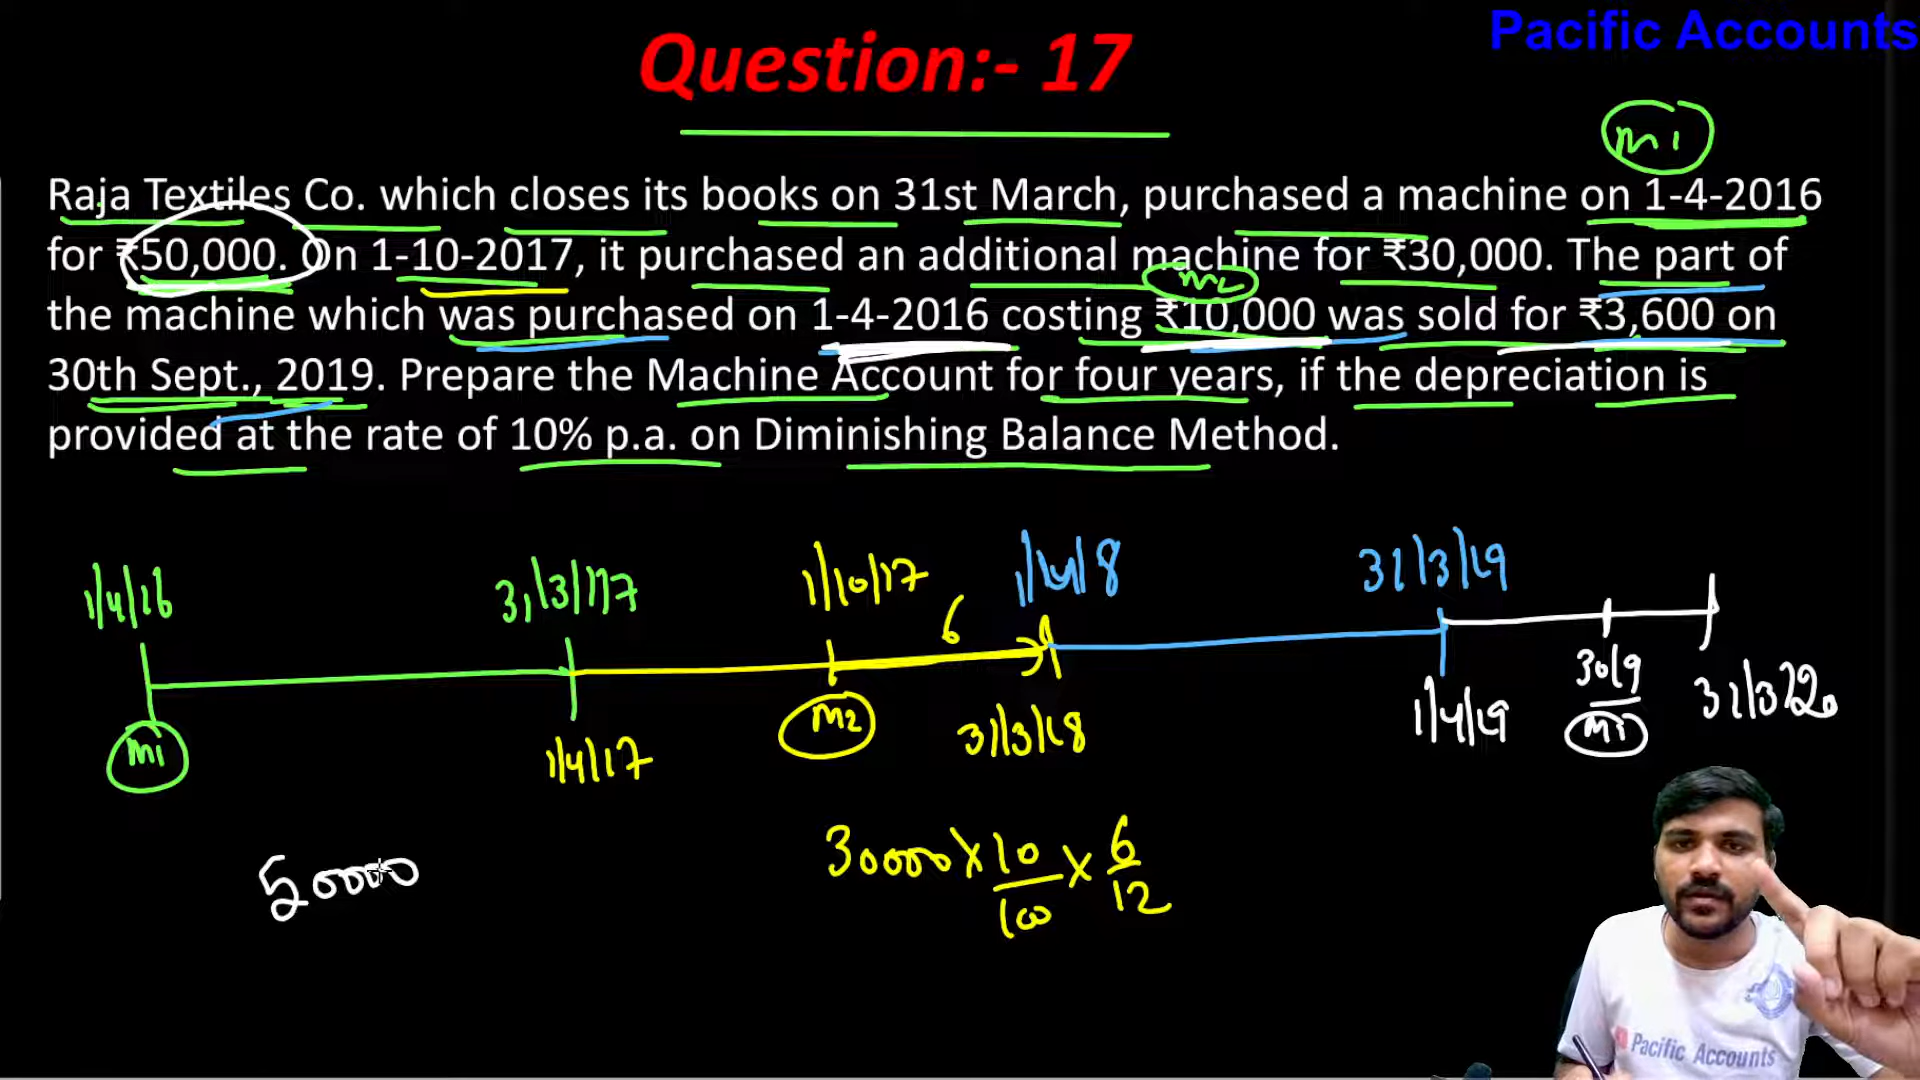 Pacific Accounts
Question:- 17
m1
Raja Textiles Co. which closes its books on 31st March, purchased a machine on 1-4-2016
for ₹50,000. On 1-10-2017, it purchased an additional machine for ₹30,000. The part of
m2
the machine which was purchased on 1-4-2016 costing ₹10,000 was sold for ₹3,600 on
30th Sept., 2019. Prepare the Machine Account for four years, if the depreciation is
provided at the rate of 10% p.a. on Diminishing Balance Method.
1/4/16 31/3/17 1/10/17 6 1/4/18 31/3/19
m1 1/4/17 m2 31/3/18 1/4/19 30/9 m1 31/3/20
50000 30000 × 10/100 × 6/12
Pacific Accounts